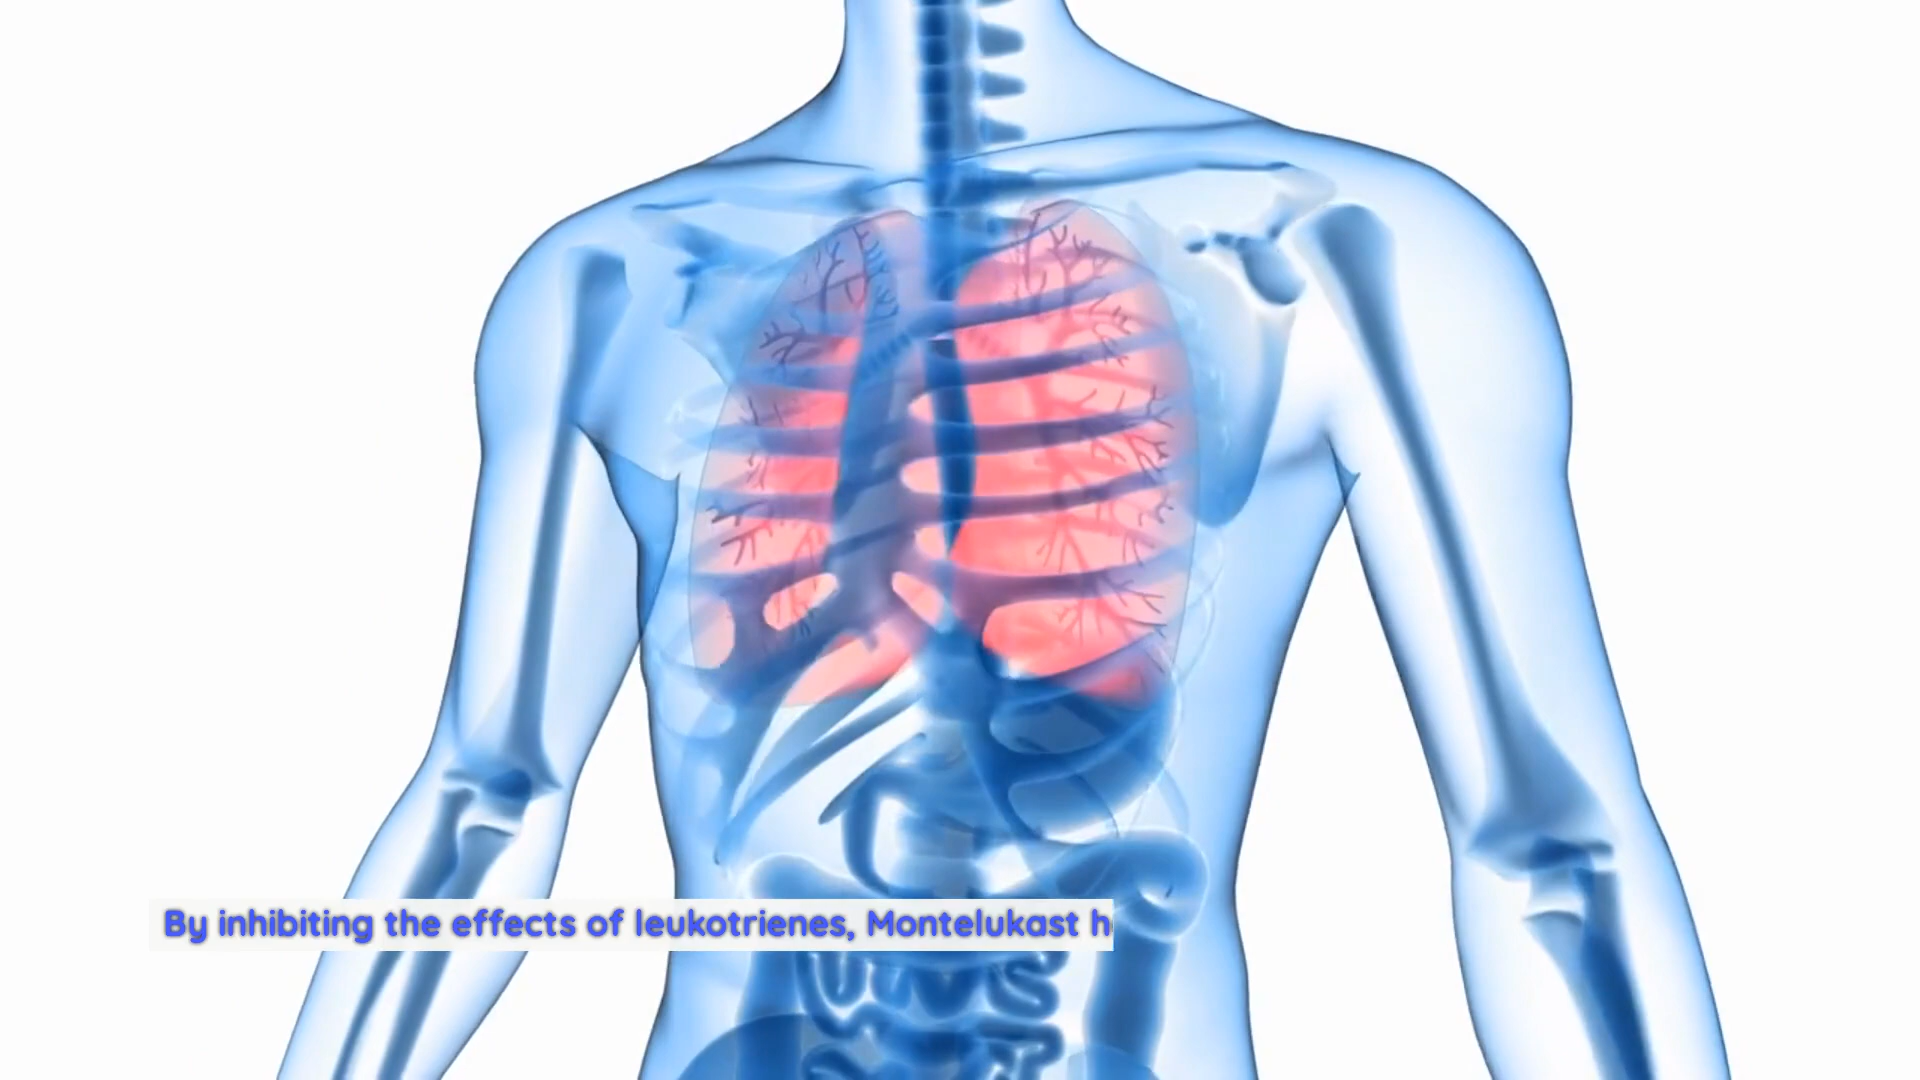 By inhibiting the effects of leukotrienes, Montelukast h